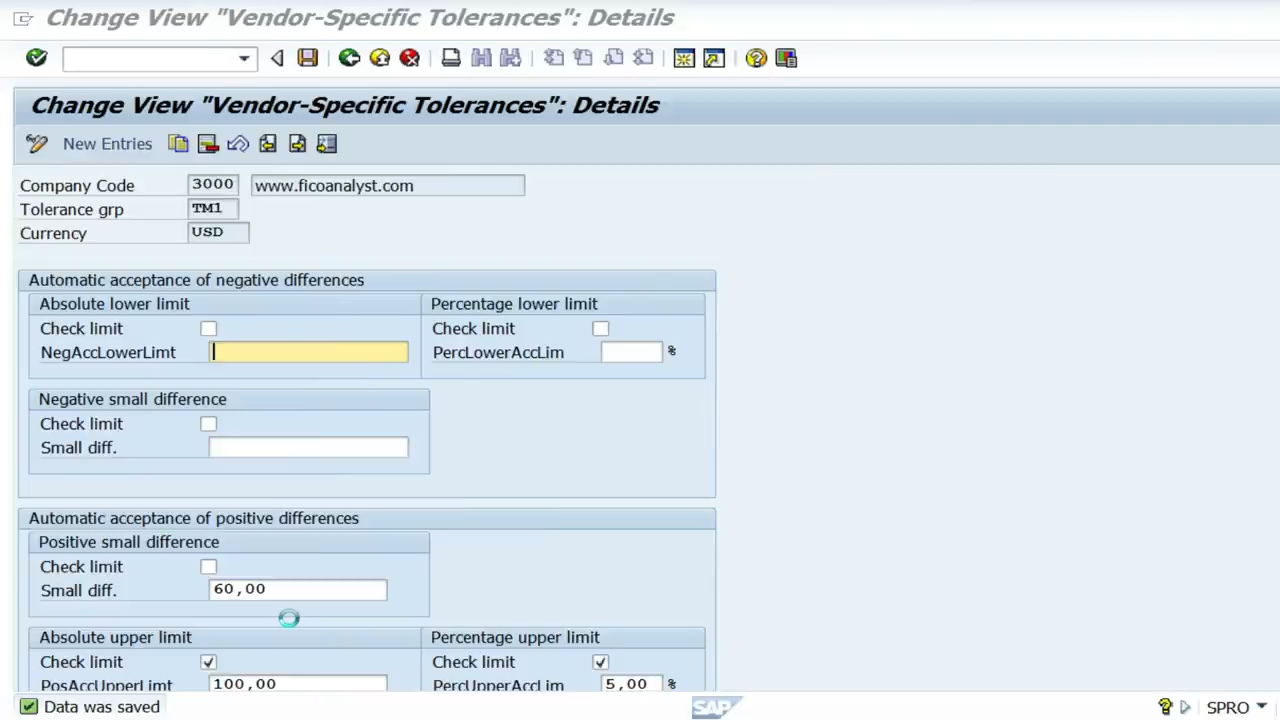 Change View "Vendor-Specific Tolerances": Details
Change View "Vendor-Specific Tolerances": Details
New Entries
Company Code 3000 www.ficoanalyst.com
Tolerance grp TM1
Currency USD
Automatic acceptance of negative differences
Absolute lower limit Percentage lower limit
Check limit Check limit
NegAccLowerLimt PercLowerAccLim %
Negative small difference
Check limit
Small diff.
Automatic acceptance of positive differences
Positive small difference
Check limit
Small diff. 60,00
Absolute upper limit Percentage upper limit
Check limit Check limit
PosAccUpperLimt 100,00 PercUpperAccLim 5,00 %
Data was saved SAP SPRO